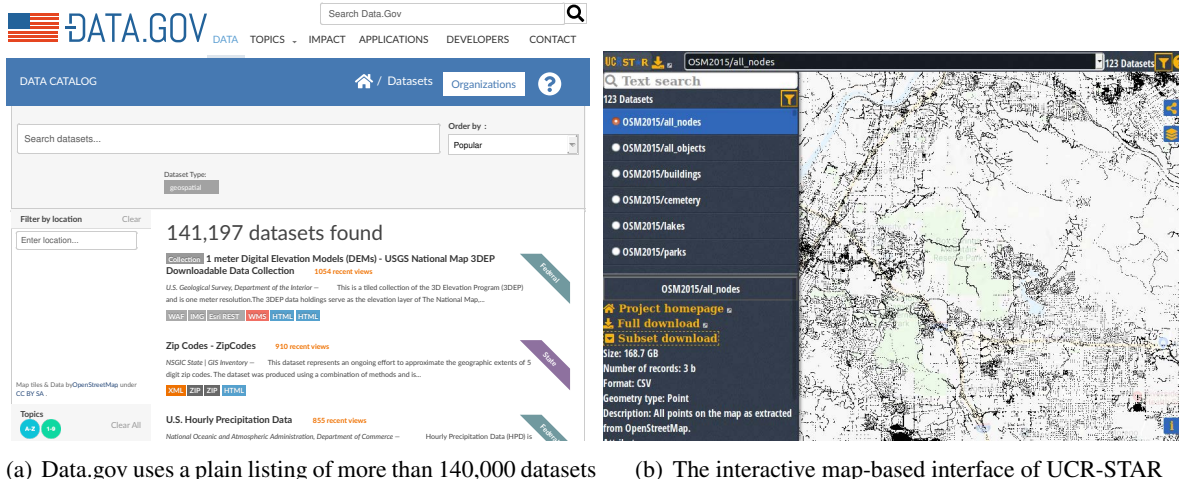 Search Data.Gov
DATA.GOV
DATA TOPICS IMPACT APPLICATIONS DEVELOPERS CONTACT
DATA CATALOG
/ Datasets
Organizations
?
Search datasets...
Order by :
Popular
Dataset Type:
geospatial
Filter by location Clear
Enter location...
Map tiles & Data byOpenStreetMap under
CC BY SA .
Topics
Clear All
A-Z 1-9
141,197 datasets found
Collection 1 meter Digital Elevation Models (DEMs) - USGS National Map 3DEP
Downloadable Data Collection 1054 recent views
Federal
U.S. Geological Survey, Department of the Interior — This is a tiled collection of the 3D Elevation Program (3DEP)
and is one meter resolution.The 3DEP data holdings serve as the elevation layer of The National Map,...
WAF IMG Esri REST WMS HTML HTML
Zip Codes - ZipCodes 910 recent views
State
NSGIC State | GIS Inventory — This dataset represents an ongoing effort to approximate the geographic extents of 5
digit zip codes. The dataset was produced using a combination of methods and is...
XML ZIP ZIP HTML
U.S. Hourly Precipitation Data 855 recent views
Federal
National Oceanic and Atmospheric Administration, Department of Commerce — Hourly Precipitation Data (HPD) is
(a) Data.gov uses a plain listing of more than 140,000 datasets
UC STAR
OSM2015/all_nodes
123 Datasets
Text search
123 Datasets
OSM2015/all_nodes
OSM2015/all_objects
OSM2015/buildings
OSM2015/cemetery
OSM2015/lakes
OSM2015/parks
OSM2015/all_nodes
Project homepage
Full download
Subset download
Size: 168.7 GB
Number of records: 3 b
Format: CSV
Geometry type: Point
Description: All points on the map as extracted
from OpenStreetMap.
(b) The interactive map-based interface of UCR-STAR